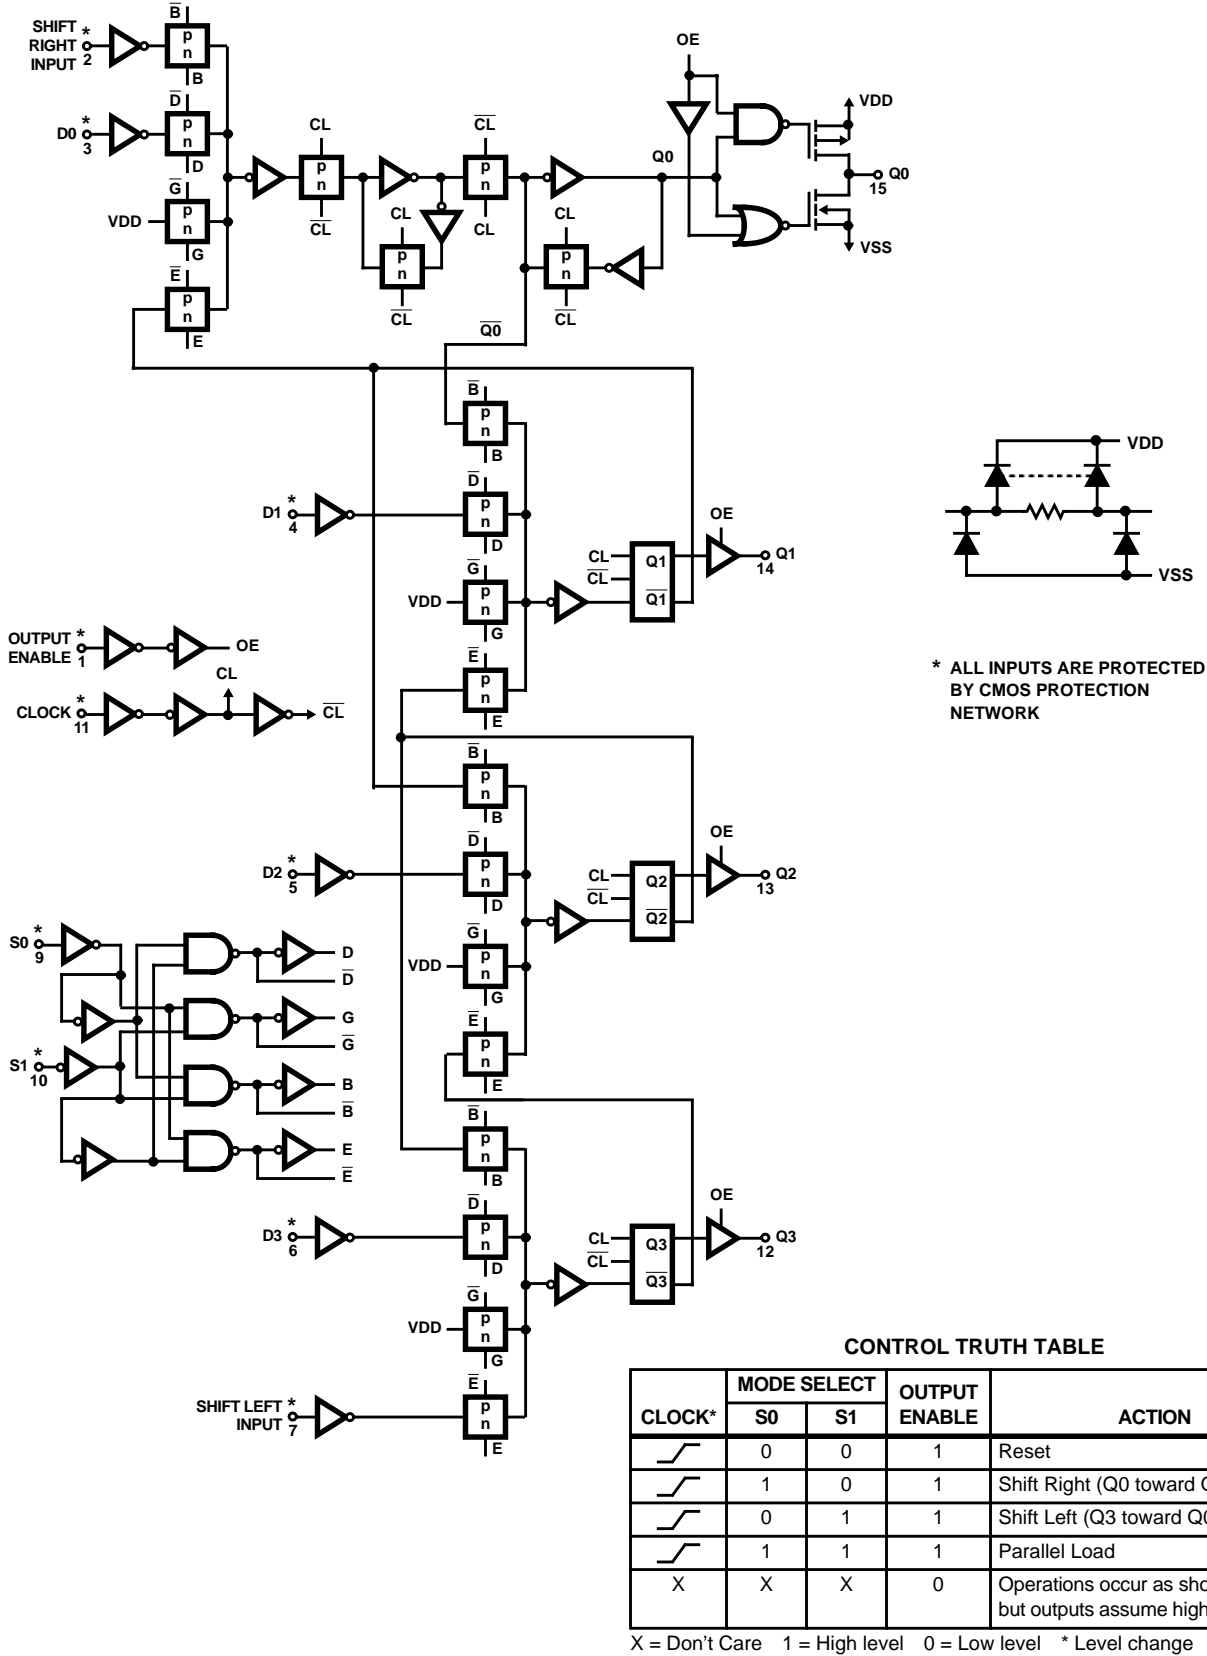 B
SHIFT
RIGHT
INPUT
*
2
p
n
B
D
D0
*
3
p
n
D
G
VDD
p
n
G
E
p
n
E
CL
p
n
CL
CL
p
n
CL
CL
p
n
CL
CL
p
n
CL
Q0
OE
Q0
VDD
Q0
15
VSS
B
p
n
B
D1
*
4
D
p
n
D
G
VDD
p
n
G
E
p
n
E
CL
CL
Q1
Q1
OE
Q1
14
VDD
VSS
* ALL INPUTS ARE PROTECTED
BY CMOS PROTECTION
NETWORK
OUTPUT
ENABLE
*
1
OE
CLOCK
*
11
CL
CL
B
p
n
B
D2
*
5
D
p
n
D
G
VDD
p
n
G
E
p
n
E
CL
CL
Q2
Q2
OE
Q2
13
S0
*
9
S1
*
10
D
D
G
G
B
B
E
E
B
p
n
B
D3
*
6
D
p
n
D
G
VDD
p
n
G
SHIFT LEFT
INPUT
*
7
E
p
n
E
CL
CL
Q3
Q3
OE
Q3
12
CONTROL TRUTH TABLE
CLOCK* MODE SELECT OUTPUT ENABLE ACTION
S0 S1
0 0 1 Reset
1 0 1 Shift Right (Q0 toward
0 1 1 Shift Left (Q3 toward Q0
1 1 1 Parallel Load
X X X 0 Operations occur as
but outputs assume high
X = Don't Care 1 = High level 0 = Low level * Level change